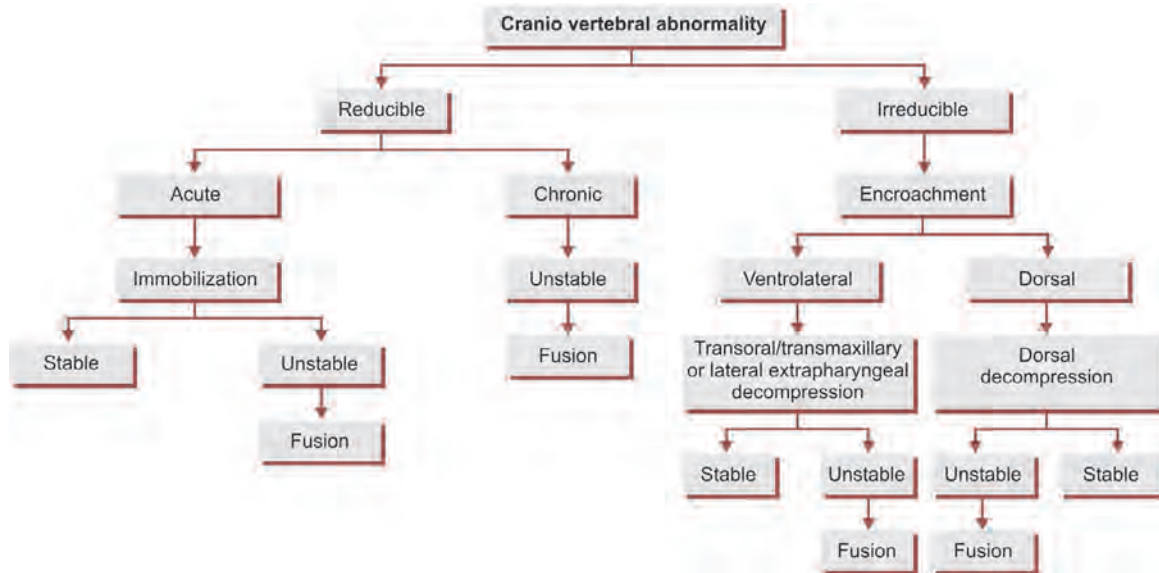 Cranio vertebral abnormality
Reducible
Irreducible
Acute
Chronic
Encroachment
Immobilization
Unstable
Ventrolateral
Dorsal
Stable
Unstable
Fusion
Transoral/transmaxillary
or lateral extrapharyngeal
decompression
Dorsal
decompression
Fusion
Stable
Unstable
Unstable
Stable
Fusion
Fusion